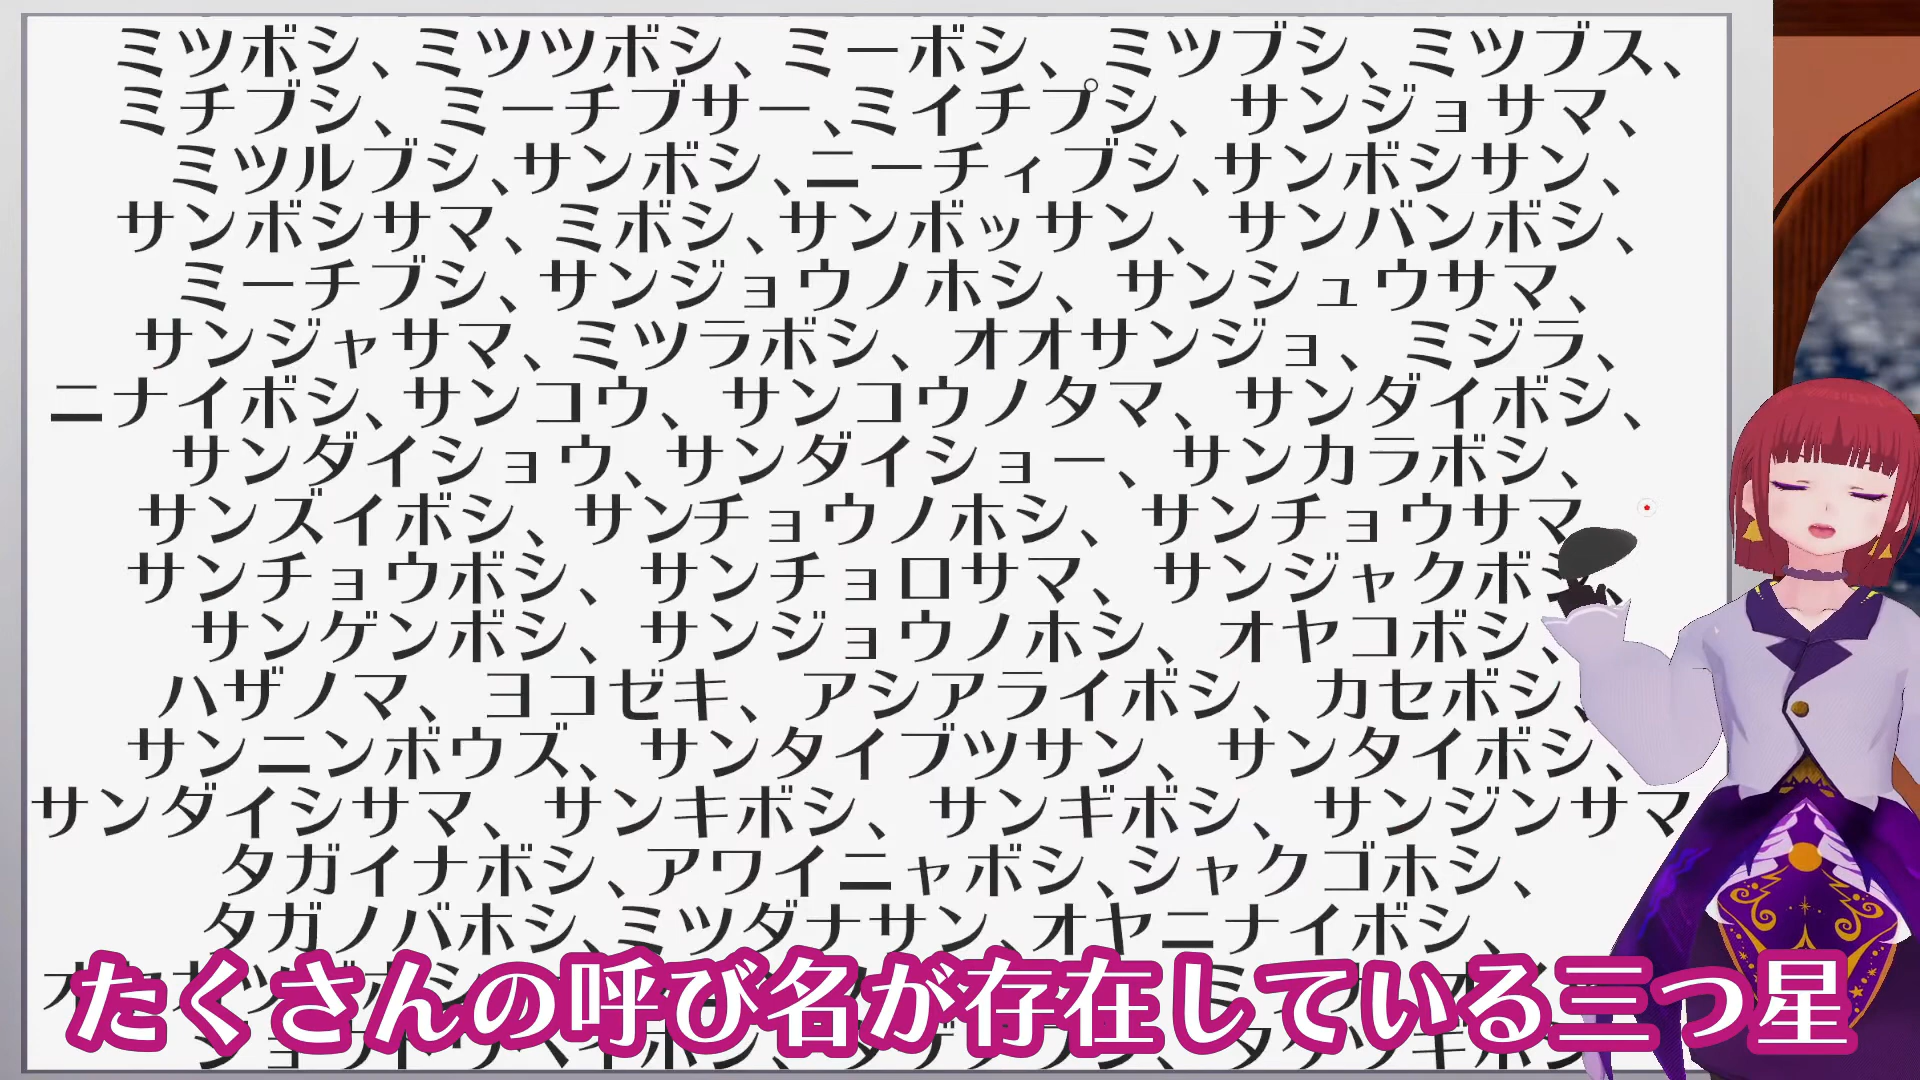 ミツボシ、ミツツボシ、ミーボシ、ミツブシ、ミツブス、
ミチブシ、ミーチブサー、ミイチプシ、サンジョサマ、
ミツルブシ、サンボシ、ニーチィブシ、サンボシサン、
サンボシサマ、ミボシ、サンボッサン、サンバンボシ、
ミーチブシ、サンジョウノホシ、サンシュウサマ、
サンジャサマ、ミツラボシ、オオサンジョ、ミジラ、
ニナイボシ、サンコウ、サンコウノタマ、サンダイボシ、
サンダイショウ、サンダイショー、サンカラボシ、
サンズイボシ、サンチョウノホシ、サンチョウサマ
サンチョウボシ、サンチョロサマ、サンジャクボシ、
サンゲンボシ、サンジョウノホシ、オヤコボシ、
ハザノマ、ヨコゼキ、アシアライボシ、カセボシ、
サンニンボウズ、サンタイブツサン、サンタイボシ、
サンダイシサマ、サンキボシ、サンギボシ、サンジンサマ
タガイナボシ、アワイニャボシ、シャクゴホシ、
タガノバホシ、ミツダナサン、オヤニナイボシ、
たくさんの呼び名が存在している三つ星